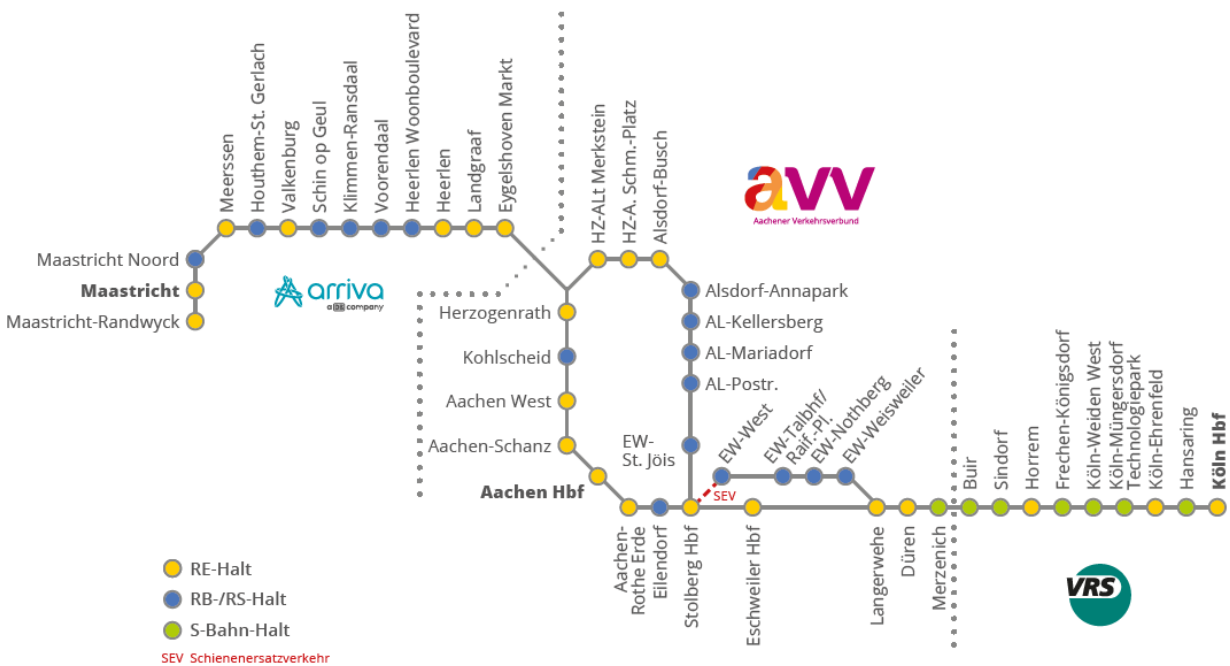 Meerssen
Houthem-St. Gerlach
Valkenburg
Schin op Geul
Klimmen-Ransdaal
Voorendaal
Heerlen Woonboulevard
Heerlen
Landgraaf
Eygelshoven Markt
HZ-ALt Merkstein
HZ-A. Schm.-Platz
Alsdorf-Busch
avv
Aachener Verkehrsverbund
Maastricht Noord
Maastricht
Maastricht-Randwyck
arriva
a DB company
Herzogenrath
Kohlscheid
Aachen West
Aachen-Schanz
Aachen Hbf
Alsdorf-Annapark
AL-Kellersberg
AL-Mariadorf
AL-Postr.
EW-
St. Jöis
EW-West
EW-Talbhf/
Raif.-Pl.
EW-Nothberg
EW-Weisweiler
SEV
Aachen-
Rothe Erde
Eilendorf
Stolberg Hbf
Eschweiler Hbf
Langerwehe
Düren
Merzenich
Buir
Sindorf
Horrem
Frechen-Königsdorf
Köln-Weiden West
Köln-Müngersdorf
Technologiepark
Köln-Ehrenfeld
Hansaring
Köln Hbf
VRS
RE-Halt
RB-/RS-Halt
S-Bahn-Halt
SEV Schienenersatzverkehr